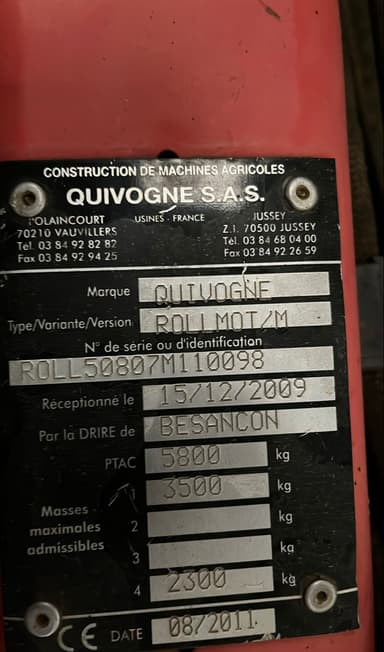 CONSTRUCTION DE MACHINES AGRICOLES
QUIVOGNE S.A.S.
POLAINCOURT USINES - FRANCE JUSSEY
70210 VAUVILLERS Z.I. 70500 JUSSEY
Tél. 03 84 92 82 82 Tél. 03 84 68 04 00
Fax 03 84 92 94 25 Fax 03 84 92 26 59
Marque QUIVOGNE
Type/Variante/Version ROLLMOT/M
N° de série ou d'identification
ROLL50807M110098
Réceptionné le 15/12/2009
Par la DRIRE de BESANCON
PTAC 5800 kg
Masses maximales admissibles
1 3500 kg
2 kg
3 kg
4 2300 kg
CE DATE 08/2011